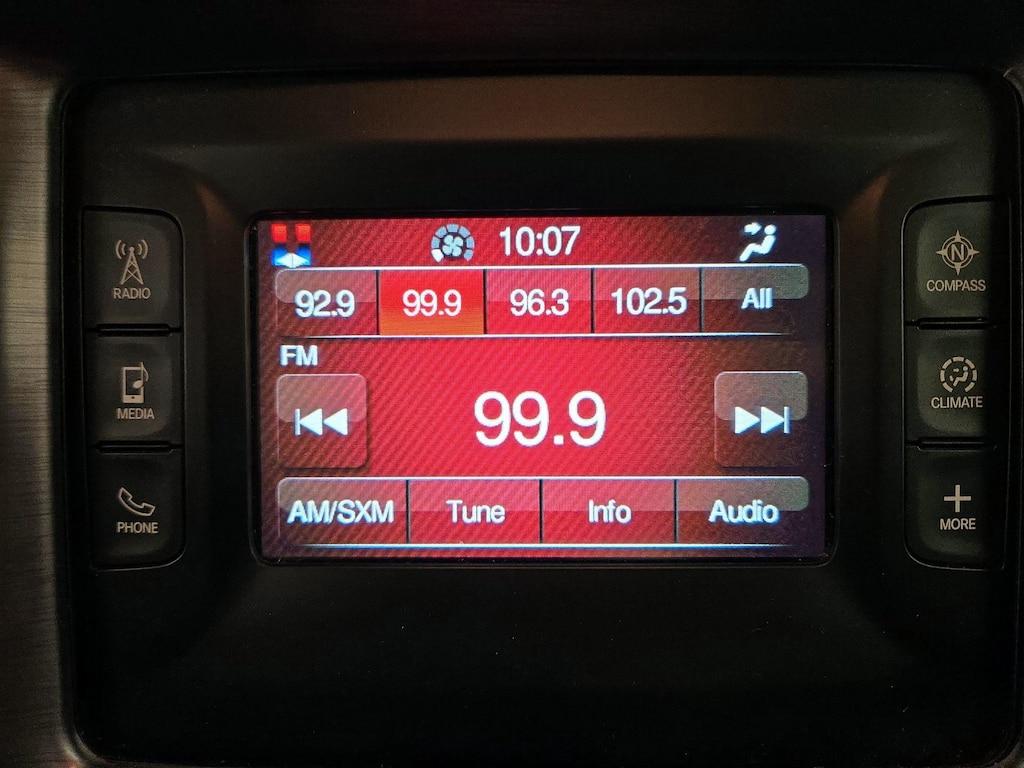 10:07
92.9 99.9 96.3 102.5 All
FM
99.9
AM/SXM Tune Info Audio
RADIO
MEDIA
PHONE
N
COMPASS
CLIMATE
MORE